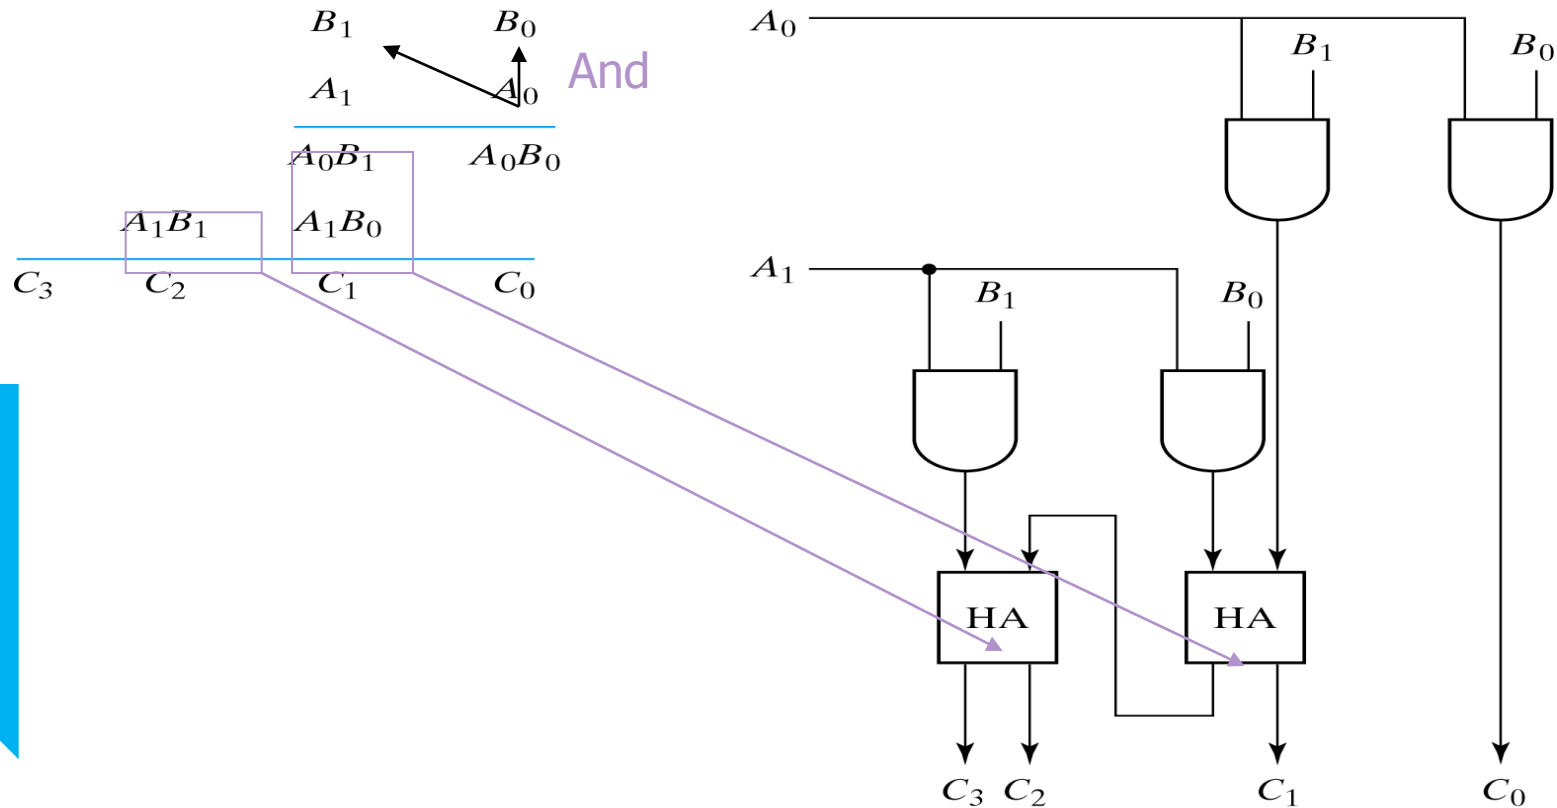 B₁ B₀
A₁ A₀ And
A₀B₁ A₀B₀
A₁B₁ A₁B₀
C₃ C₂ C₁ C₀
A₀
B₁ B₀
A₁
B₁ B₀
HA HA
C₃ C₂ C₁ C₀